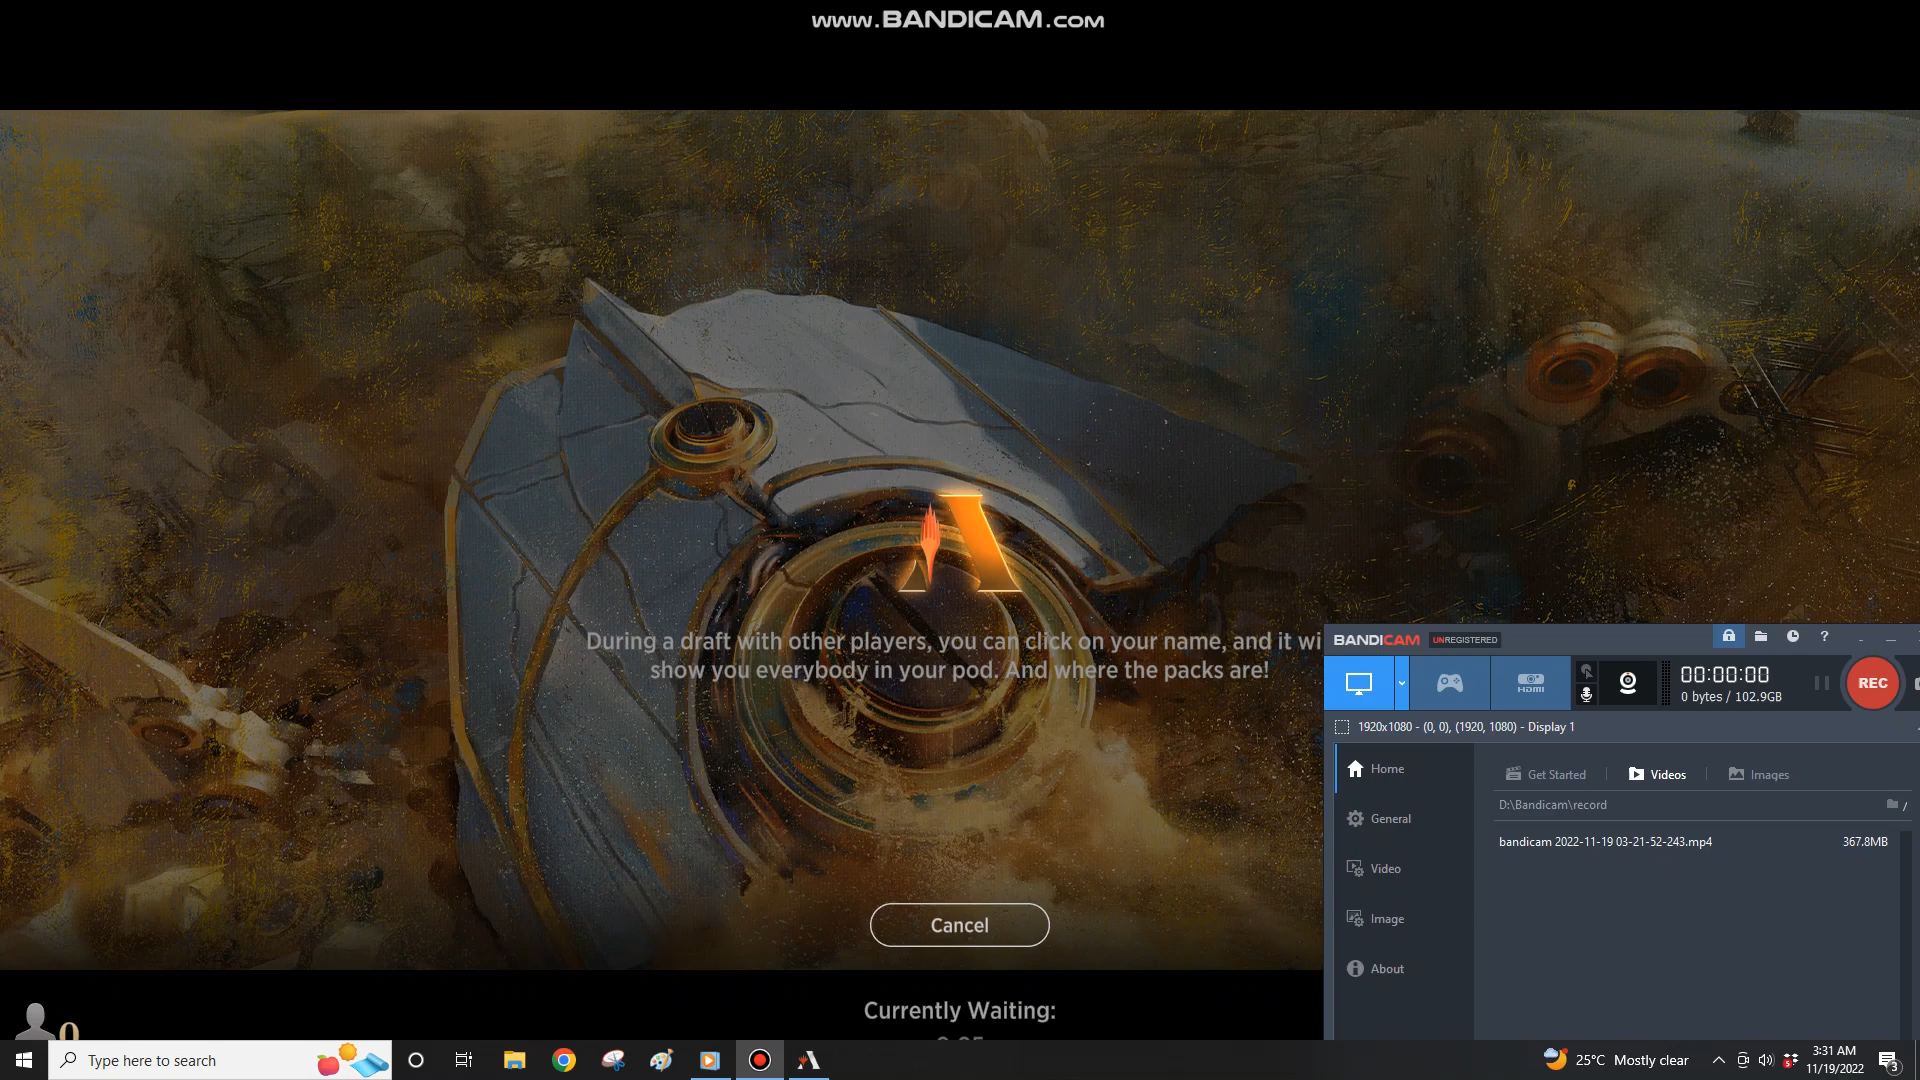 www.BANDICAM.com
During a draft with other players, you can click on your name, and it wi
show you everybody in your pod. And where the packs are!
Cancel
Currently Waiting:
0
BANDICAM UNREGISTERED
?
HDMI
00:00:00
0 bytes / 102.9GB
REC
1920x1080 - (0, 0), (1920, 1080) - Display 1
Home
General
Video
Image
About
Get Started
Videos
Images
D:\Bandicam\record
bandicam 2022-11-19 03-21-52-243.mp4 367.8MB
Type here to search
25°C Mostly clear
3:31 AM
11/19/2022
3